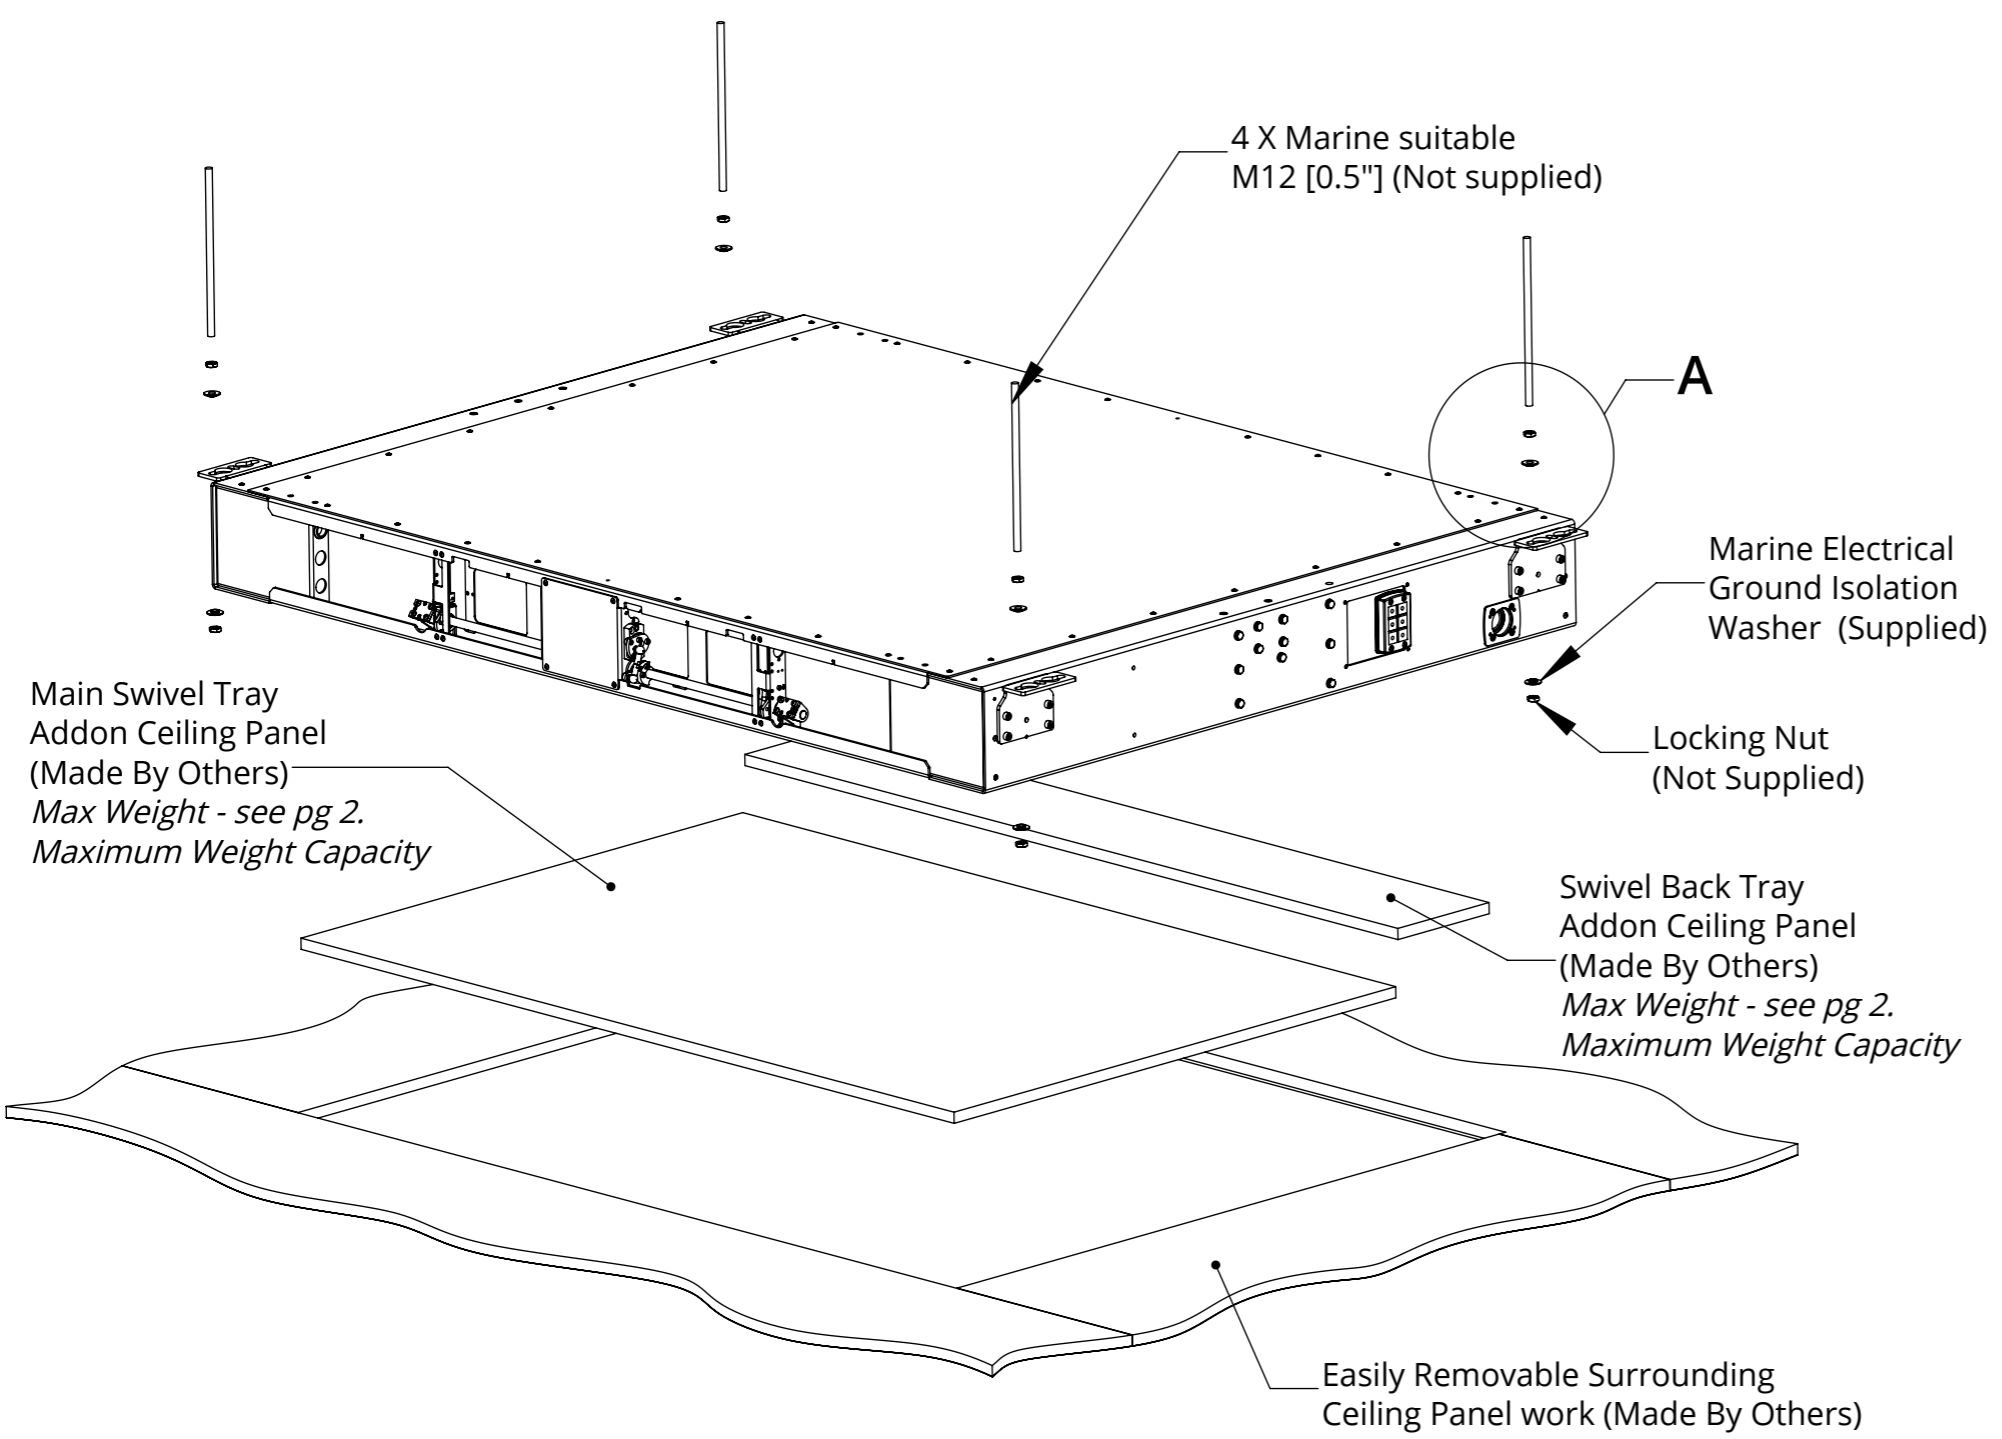 4 X Marine suitable
M12 [0.5"] (Not supplied)
A
Marine Electrical
Ground Isolation
Washer (Supplied)
Locking Nut
(Not Supplied)
Main Swivel Tray
Addon Ceiling Panel
(Made By Others)
Max Weight - see pg 2.
Maximum Weight Capacity
Swivel Back Tray
Addon Ceiling Panel
(Made By Others)
Max Weight - see pg 2.
Maximum Weight Capacity
Easily Removable Surrounding
Ceiling Panel work (Made By Others)